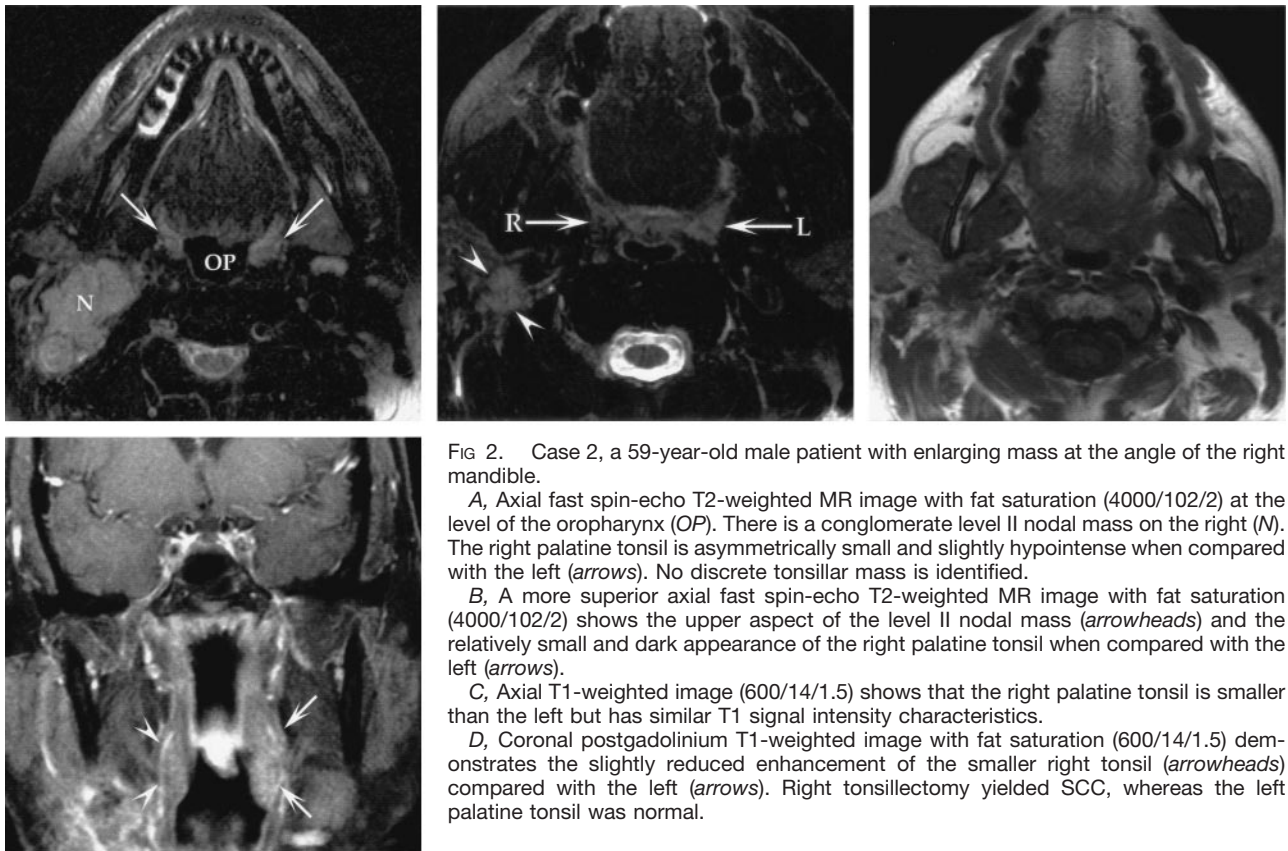 OP
N
R
L
FIG 2. Case 2, a 59-year-old male patient with enlarging mass at the angle of the right
mandible.
A, Axial fast spin-echo T2-weighted MR image with fat saturation (4000/102/2) at the
level of the oropharynx (OP). There is a conglomerate level II nodal mass on the right (N).
The right palatine tonsil is asymmetrically small and slightly hypointense when compared
with the left (arrows). No discrete tonsillar mass is identified.
B, A more superior axial fast spin-echo T2-weighted MR image with fat saturation
(4000/102/2) shows the upper aspect of the level II nodal mass (arrowheads) and the
relatively small and dark appearance of the right palatine tonsil when compared with the
left (arrows).
C, Axial T1-weighted image (600/14/1.5) shows that the right palatine tonsil is smaller
than the left but has similar T1 signal intensity characteristics.
D, Coronal postgadolinium T1-weighted image with fat saturation (600/14/1.5) dem-
onstrates the slightly reduced enhancement of the smaller right tonsil (arrowheads)
compared with the left (arrows). Right tonsillectomy yielded SCC, whereas the left
palatine tonsil was normal.